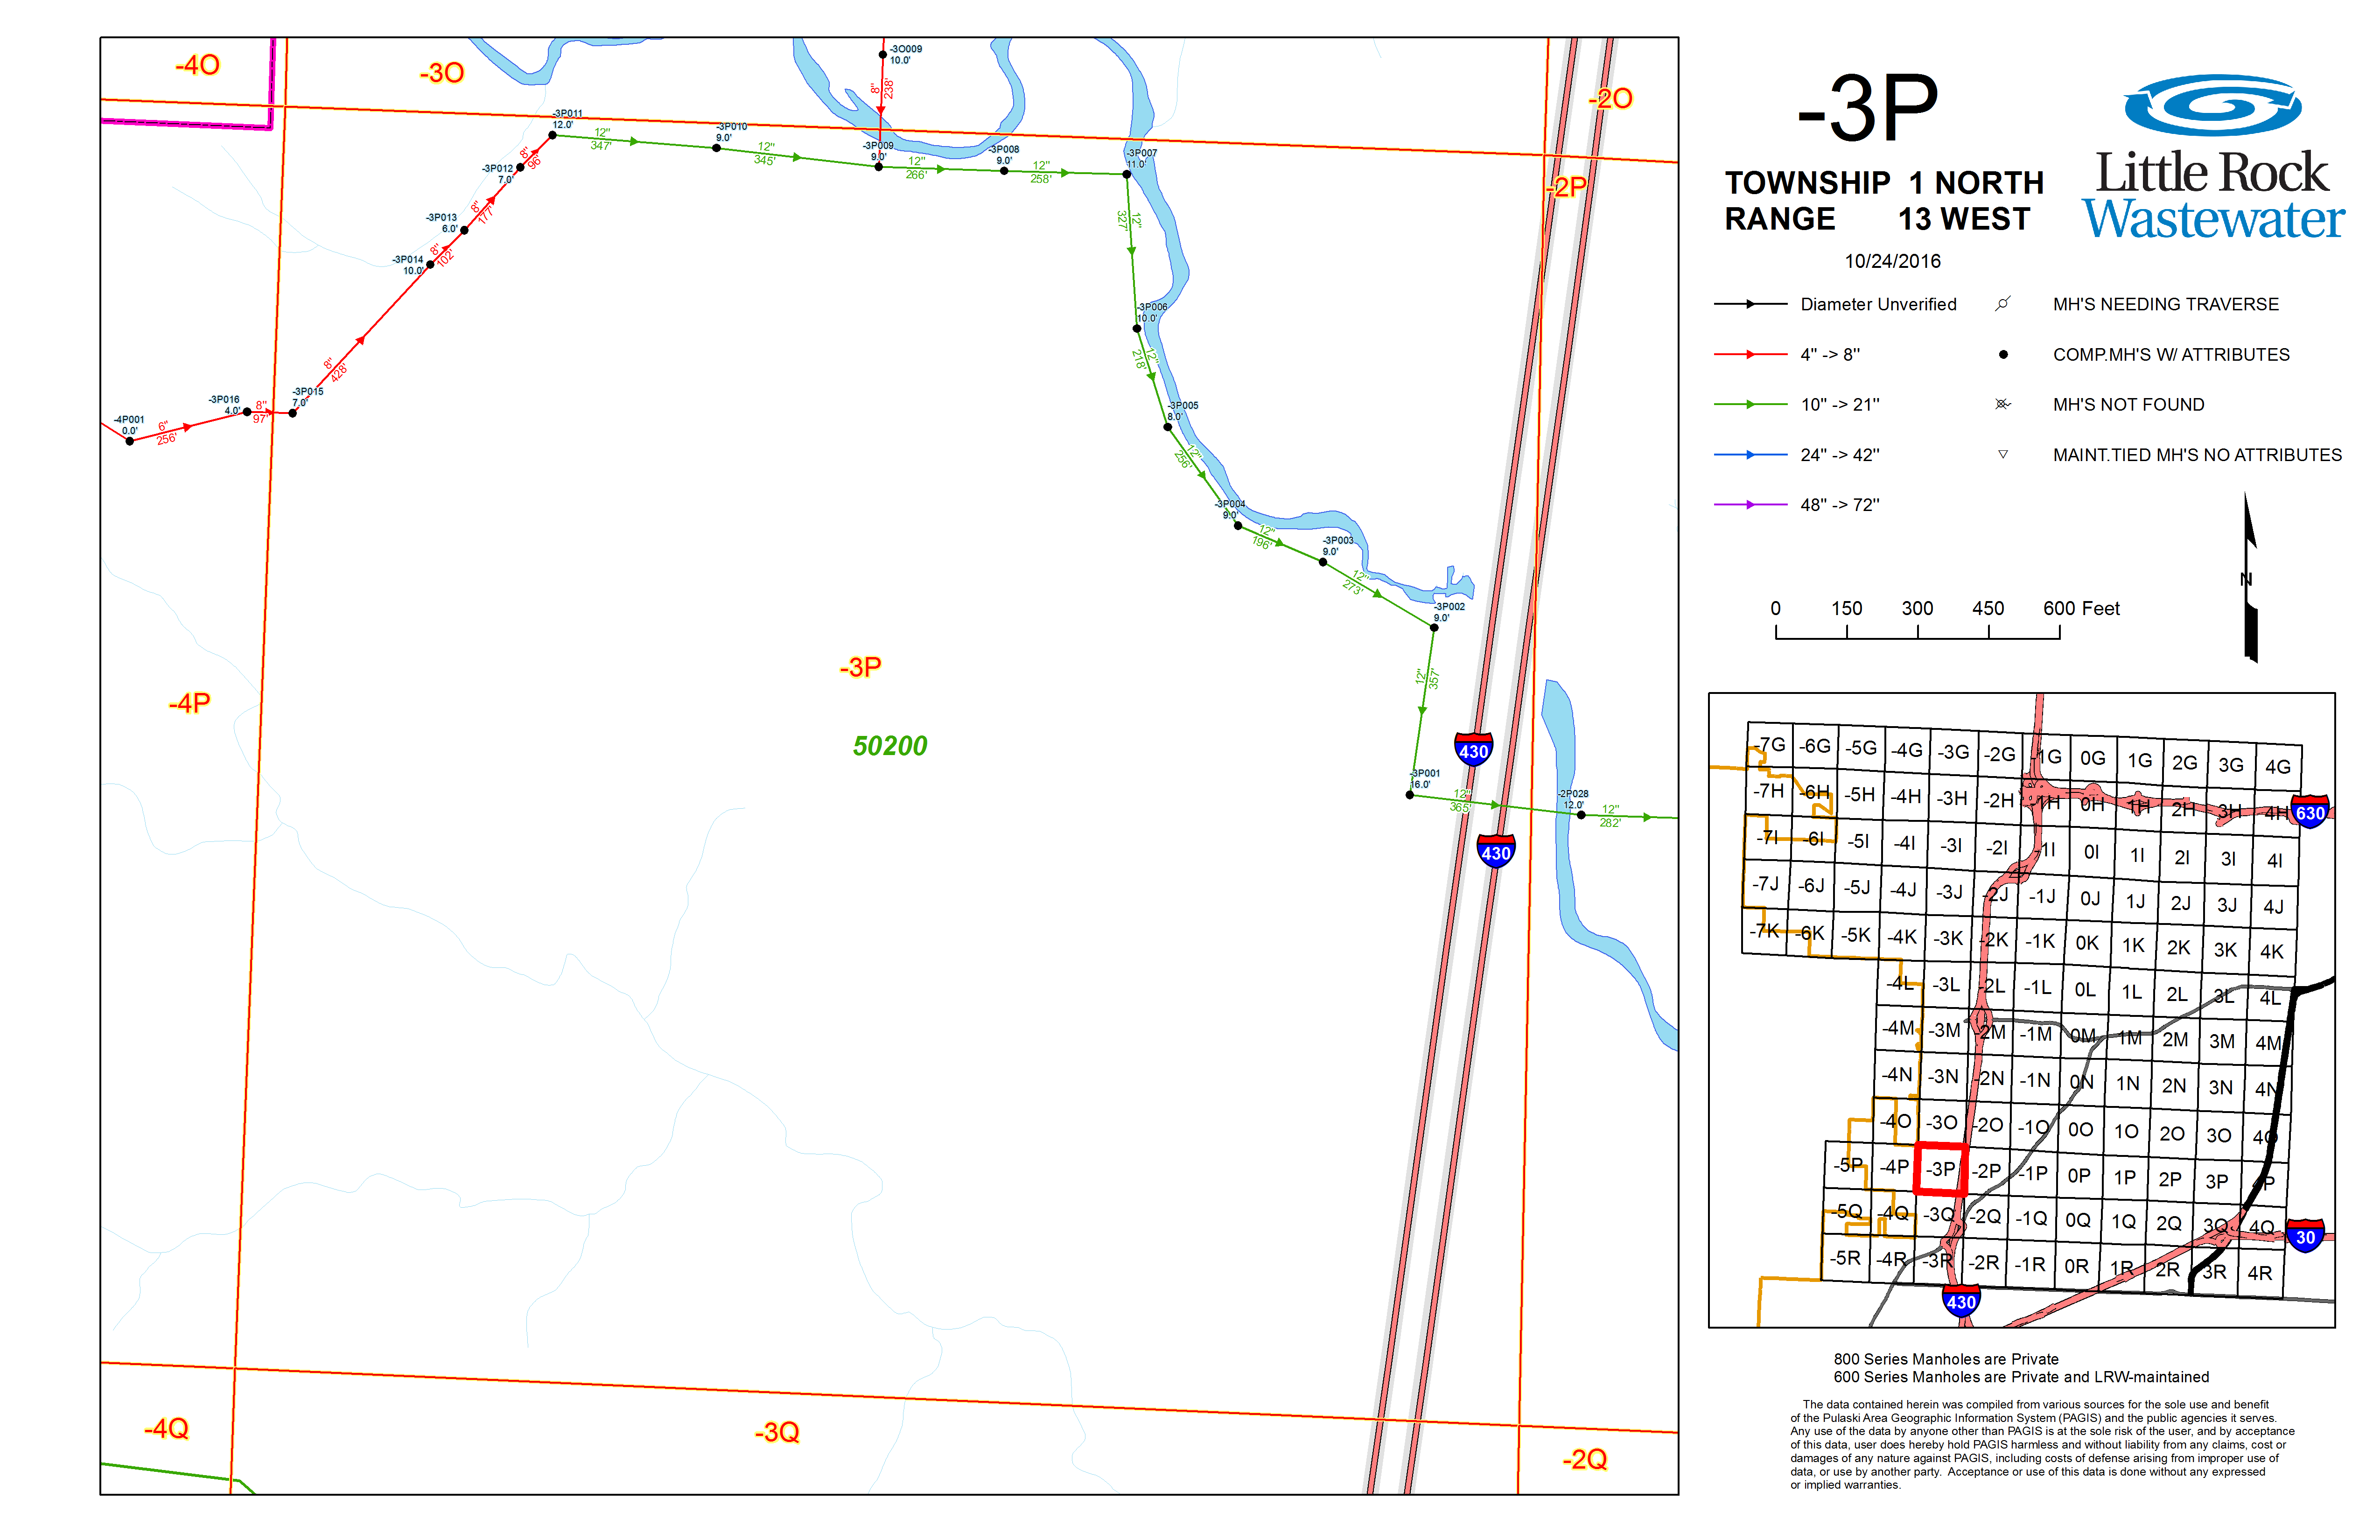 -4O
-3O
-3O009
10.0'
8"
238'
-2O
-3P011
12.0'
12"
347'
-3P010
9.0'
12"
345'
-3P009
9.0'
12"
266'
-3P008
9.0'
12"
258'
-3P007
11.0'
-2P
8"
96'
-3P012
7.0'
8"
177'
-3P013
6.0'
8"
102'
-3P014
10.0'
8"
428'
-3P015
7.0'
-3P016
4.0'
8"
97'
-4P001
0.0'
6"
256'
12"
327'
-3P006
10.0'
12"
218'
-3P005
8.0'
12"
256'
-3P004
9.0'
12"
196'
-3P003
9.0'
12"
273'
-3P002
9.0'
12"
357'
-3P001
16.0'
12"
365'
-2P028
12.0'
12"
282'
-4P
-3P
50200
430
430
-4Q
-3Q
-2Q
-3P
TOWNSHIP 1 NORTH
RANGE 13 WEST
10/24/2016
Little Rock
Wastewater
Diameter Unverified
4" -> 8"
10" -> 21"
24" -> 42"
48" -> 72"
MH'S NEEDING TRAVERSE
COMP.MH'S W/ ATTRIBUTES
MH'S NOT FOUND
MAINT.TIED MH'S NO ATTRIBUTES
N
0 150 300 450 600 Feet
-7G -6G -5G -4G -3G -2G -1G 0G 1G 2G 3G 4G
-7H -6H -5H -4H -3H -2H -1H 0H 1H 2H 3H 4H
630
-7I -6I -5I -4I -3I -2I -1I 0I 1I 2I 3I 4I
-7J -6J -5J -4J -3J -2J -1J 0J 1J 2J 3J 4J
-7K -6K -5K -4K -3K -2K -1K 0K 1K 2K 3K 4K
-4L -3L -2L -1L 0L 1L 2L 3L 4L
-4M -3M -2M -1M 0M 1M 2M 3M 4M
-4N -3N -2N -1N 0N 1N 2N 3N 4N
-4O -3O -2O -1O 0O 1O 2O 3O 4O
-5P -4P -3P -2P -1P 0P 1P 2P 3P 4P
-5Q -4Q -3Q -2Q -1Q 0Q 1Q 2Q 3Q 4Q
30
-5R -4R -3R -2R -1R 0R 1R 2R 3R 4R
430
800 Series Manholes are Private
600 Series Manholes are Private and LRW-maintained
The data contained herein was compiled from various sources for the sole use and benefit
of the Pulaski Area Geographic Information System (PAGIS) and the public agencies it serves.
Any use of the data by anyone other than PAGIS is at the sole risk of the user, and by acceptance
of this data, user does hereby hold PAGIS harmless and without liability from any claims, cost or
damages of any nature against PAGIS, including costs of defense arising from improper use of
data, or use by another party. Acceptance or use of this data is done without any expressed
or implied warranties.